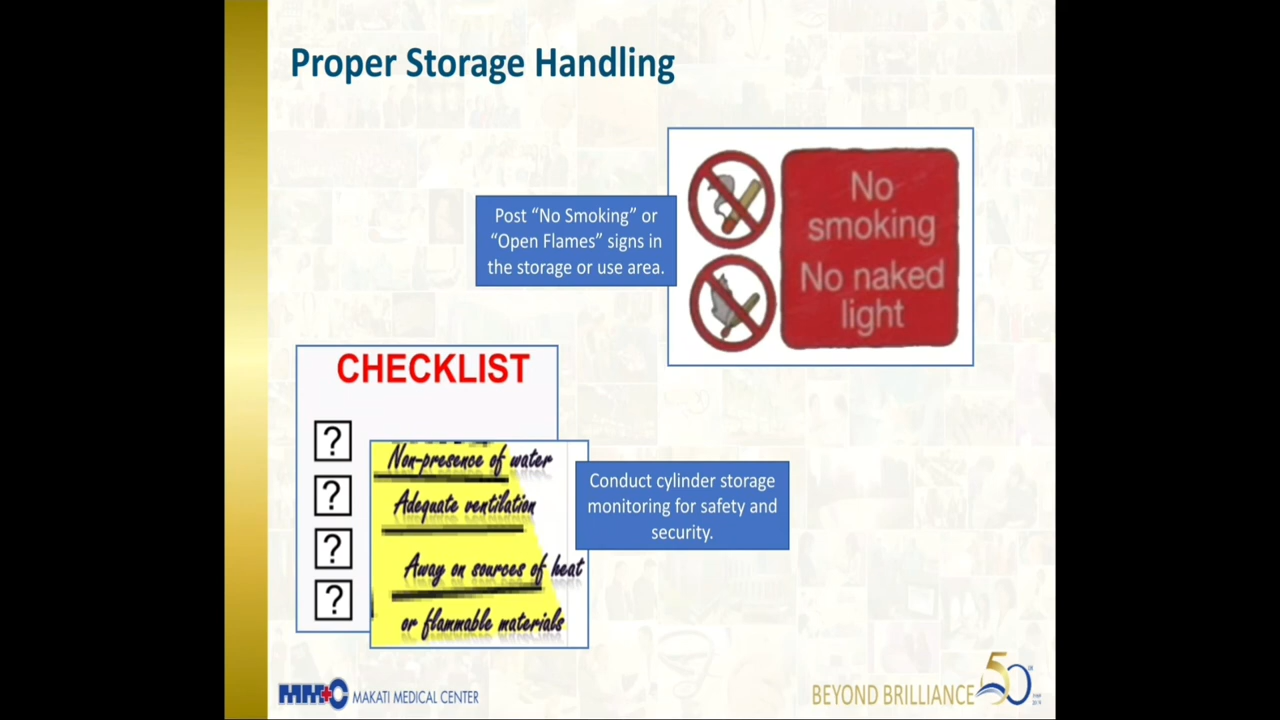 Proper Storage Handling
Post “No Smoking” or
“Open Flames” signs in
the storage or use area.
No
smoking
No naked
light
CHECKLIST
?
?
?
?
Non-presence of water
Adequate ventilation
Away on sources of heat
or flammable materials
Conduct cylinder storage
monitoring for safety and
security.
MMC MAKATI MEDICAL CENTER
BEYOND BRILLIANCE 50